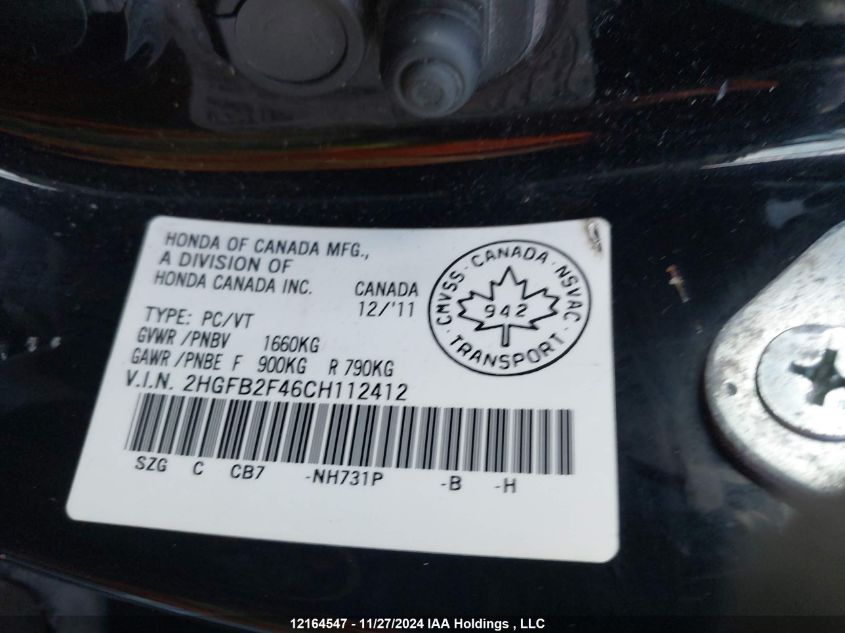 HONDA OF CANADA MFG.,
A DIVISION OF
HONDA CANADA INC.
CANADA
12/'11
TYPE: PC/VT
GVWR /PNBV 1660KG
GAWR /PNBE F 900KG R 790KG
V.I.N. 2HGFB2F46CH112412
SZG C CB7 -NH731P -B -H
CMVSS · CANADA · NSVAC
942
TRANSPORT
12164547 - 11/27/2024 IAA Holdings , LLC